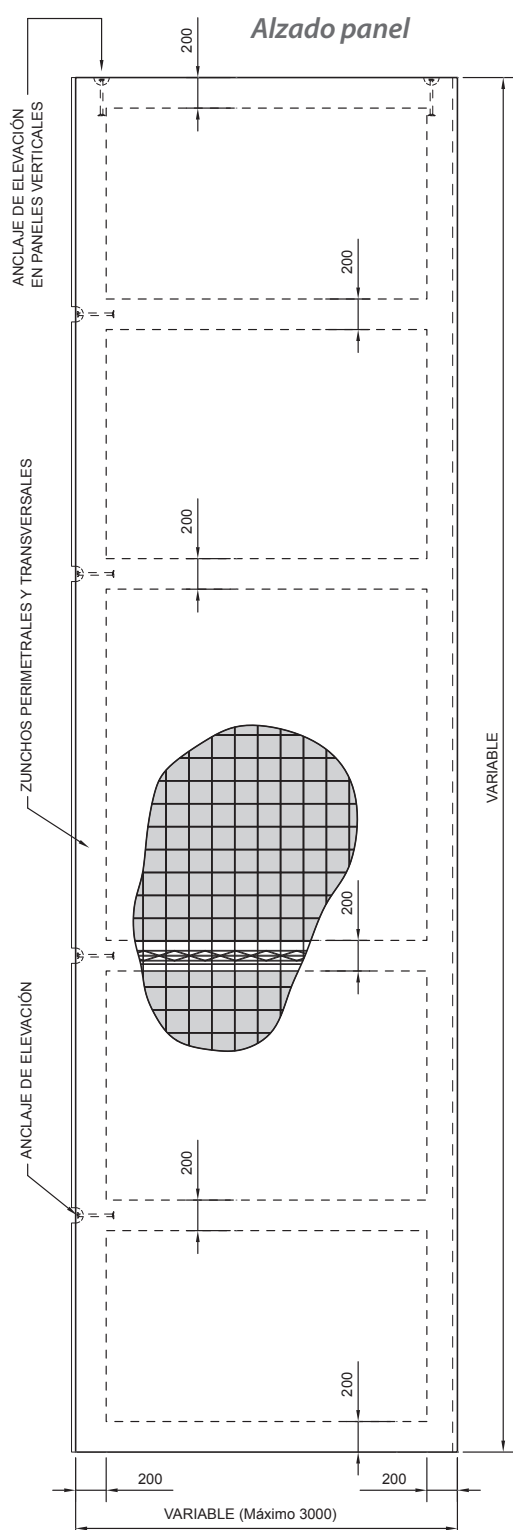 Alzado panel
200
ANCLAJE DE ELEVACIÓN
EN PANELES VERTICALES
200
ZUNCHOS PERIMETRALES Y TRANSVERSALES
200
VARIABLE
200
ANCLAJE DE ELEVACIÓN
200
200
200
200
VARIABLE (Máximo 3000)